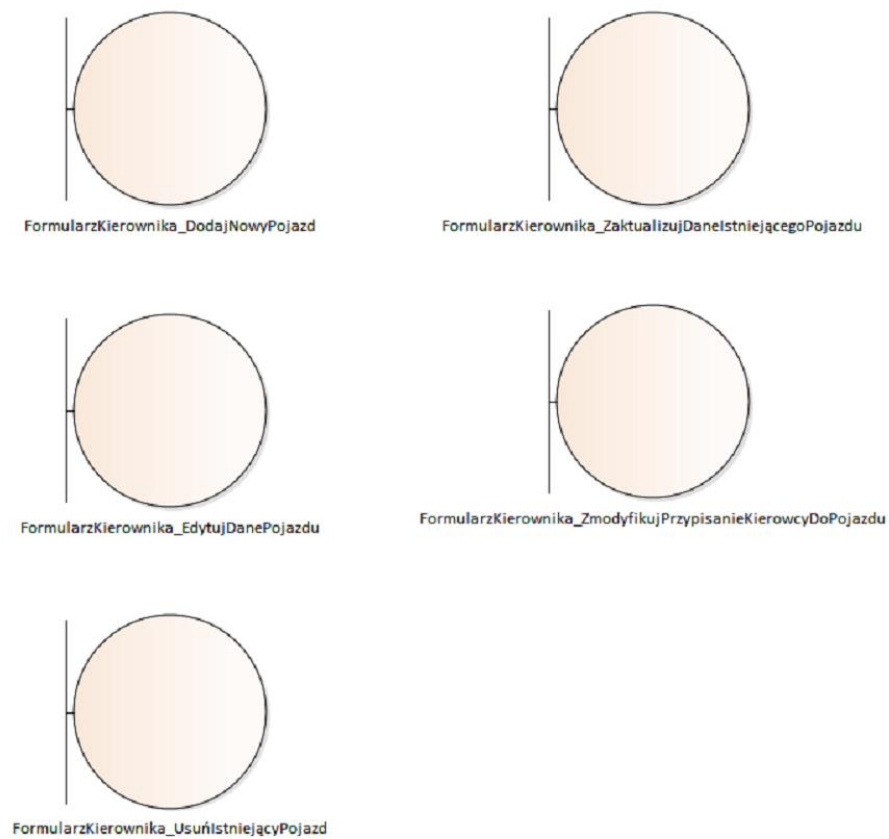 FormularzKierownika_DodajNowyPojazd
FormularzKierownika_ZaktualizujDaneIstniejącegoPojazdu
FormularzKierownika_EdytujDanePojazdu
FormularzKierownika_ZmodyfikujPrzypisanieKierowcyDoPojazdu
FormularzKierownika_UsuńIstniejącyPojazd